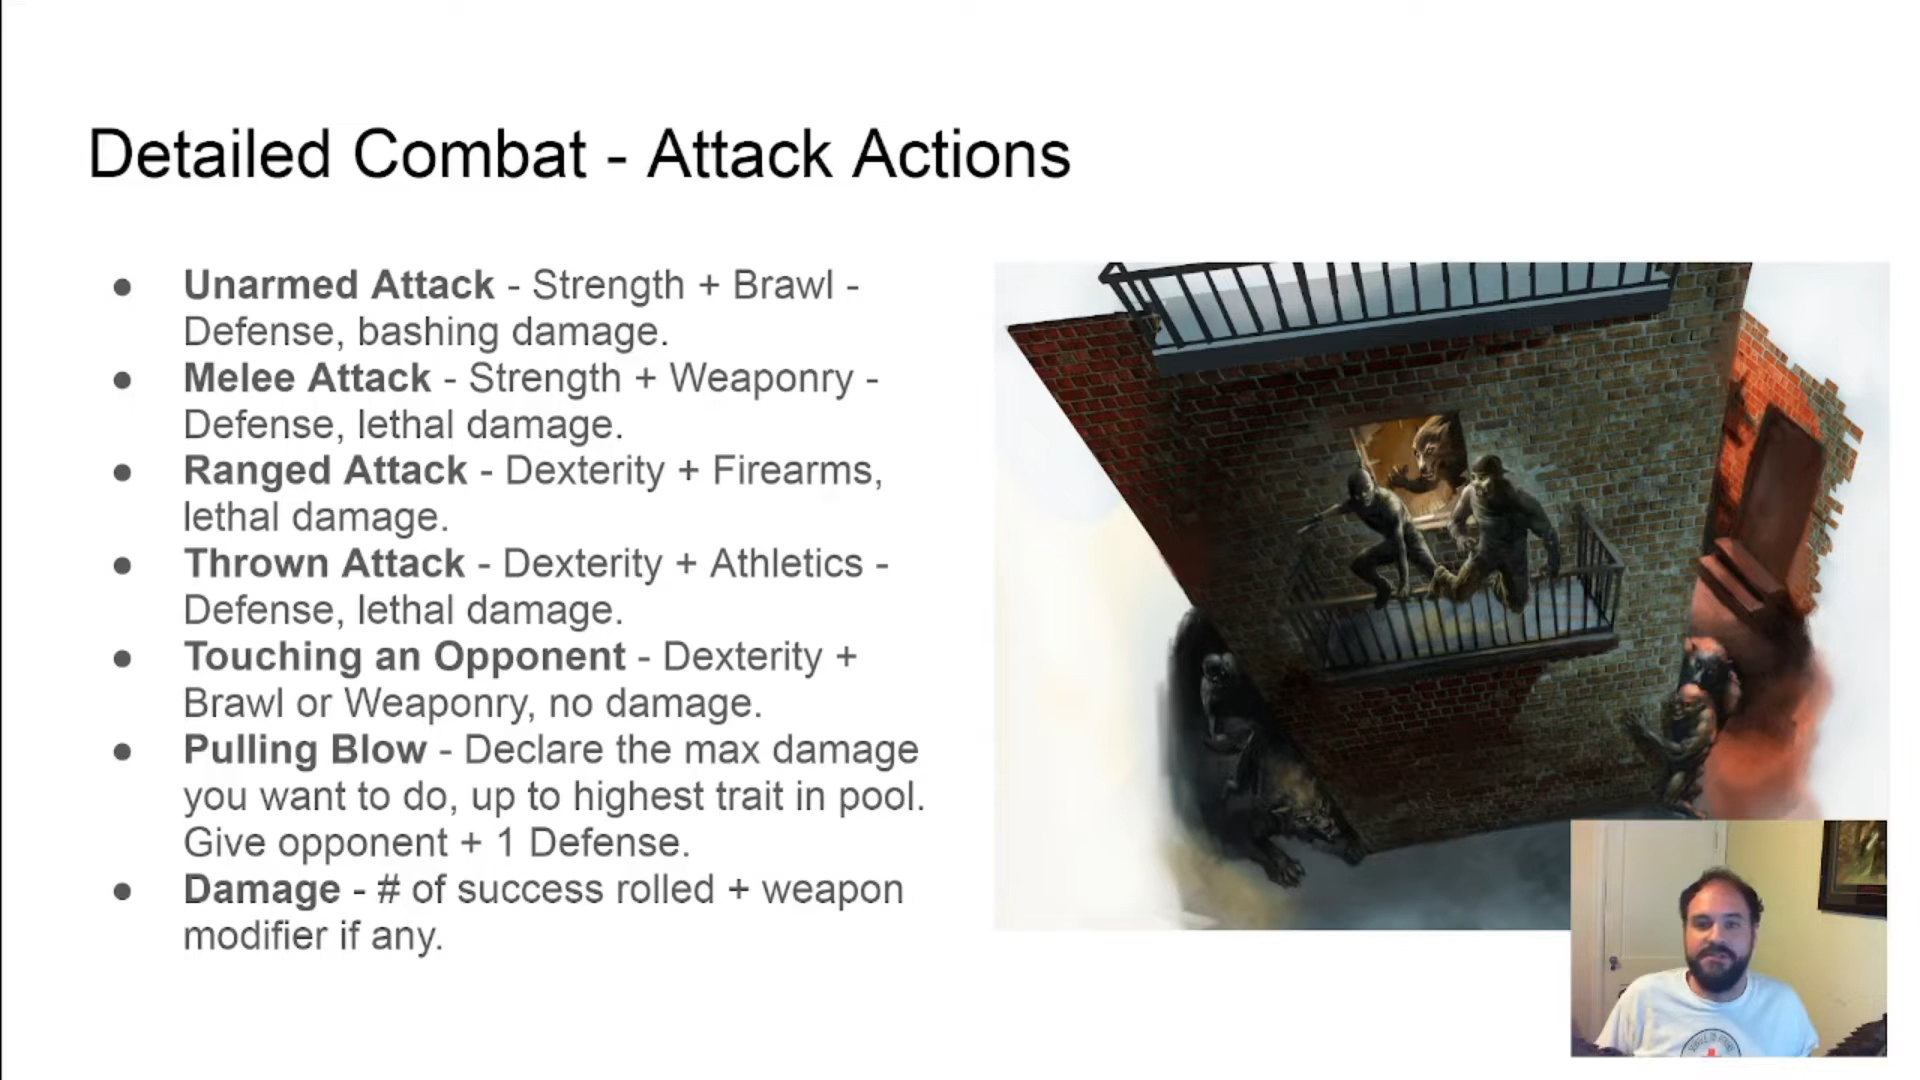 Detailed Combat - Attack Actions
● Unarmed Attack - Strength + Brawl -
Defense, bashing damage.
● Melee Attack - Strength + Weaponry -
Defense, lethal damage.
● Ranged Attack - Dexterity + Firearms,
lethal damage.
● Thrown Attack - Dexterity + Athletics -
Defense, lethal damage.
● Touching an Opponent - Dexterity +
Brawl or Weaponry, no damage.
● Pulling Blow - Declare the max damage
you want to do, up to highest trait in pool.
Give opponent + 1 Defense.
● Damage - # of success rolled + weapon
modifier if any.